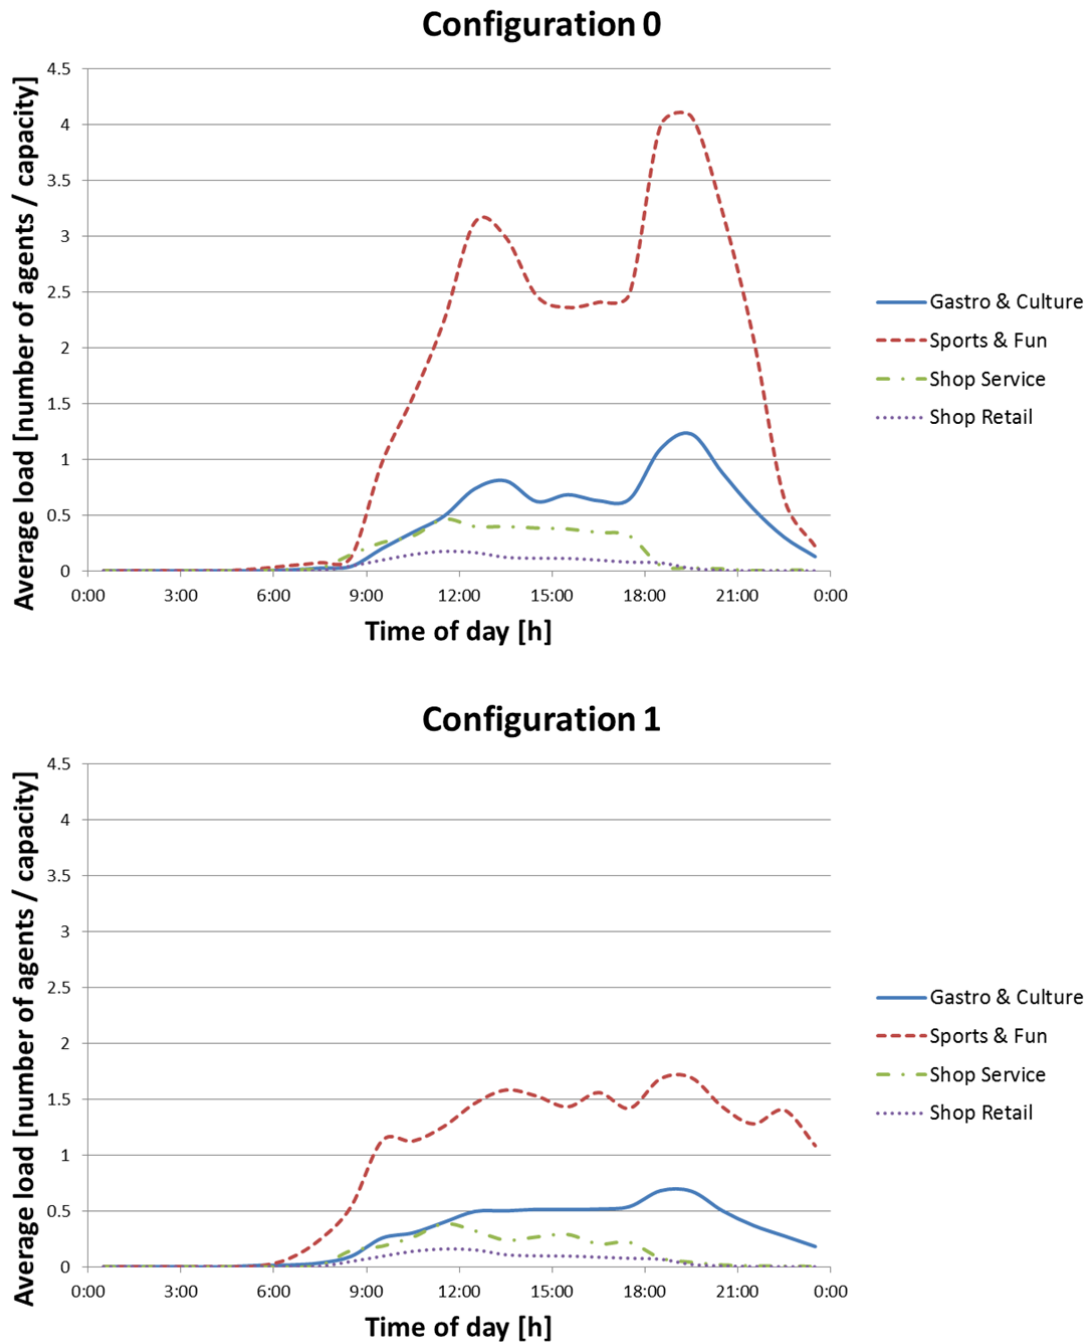 Configuration 0
Average load [number of agents / capacity]
4.5
4
3.5
3
2.5
2
1.5
1
0.5
0
0:00 3:00 6:00 9:00 12:00 15:00 18:00 21:00 0:00
Time of day [h]
Gastro & Culture
Sports & Fun
Shop Service
Shop Retail
Configuration 1
Average load [number of agents / capacity]
4.5
4
3.5
3
2.5
2
1.5
1
0.5
0
0:00 3:00 6:00 9:00 12:00 15:00 18:00 21:00 0:00
Time of day [h]
Gastro & Culture
Sports & Fun
Shop Service
Shop Retail